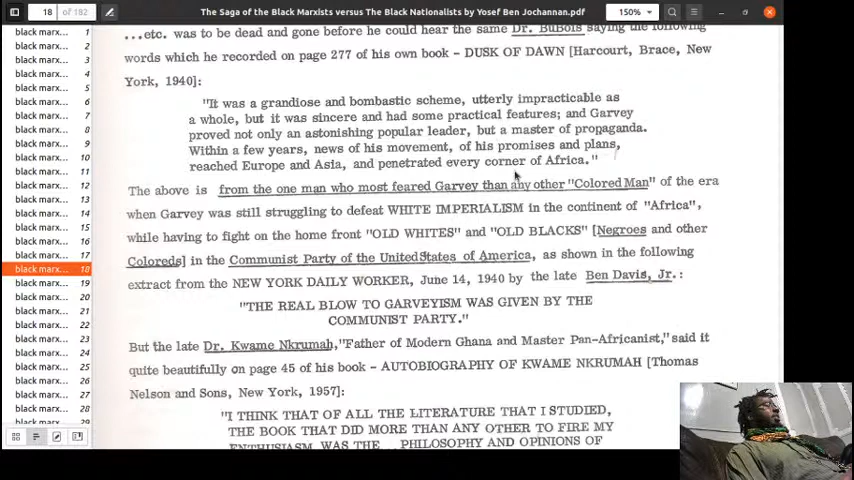 18 of 182
The Saga of the Black Marxists versus The Black Nationalists by Yosef Ben Jochannan.pdf
150%
black marx... 1
black marx... 2
black marx... 3
black marx... 4
black marx... 5
black marx... 6
black marx... 7
black marx... 8
black marx... 9
black marx... 10
black marx... 11
black marx... 12
black marx... 13
black marx... 14
black marx... 15
black marx... 16
black marx... 17
black marx... 18
black marx... 19
black marx... 20
black marx... 21
black marx... 22
black marx... 23
black marx... 24
black marx... 25
black marx... 26
black marx... 27
black marx... 28
black marx... 29
...etc. was to be dead and gone before he could hear the same Dr. DuBois saying the following
words which he recorded on page 277 of his own book - DUSK OF DAWN [Harcourt, Brace, New
York, 1940]:
"It was a grandiose and bombastic scheme, utterly impracticable as
a whole, but it was sincere and had some practical features; and Garvey
proved not only an astonishing popular leader, but a master of propaganda.
Within a few years, news of his movement, of his promises and plans,
reached Europe and Asia, and penetrated every corner of Africa."
The above is from the one man who most feared Garvey than any other "Colored Man" of the era
when Garvey was still struggling to defeat WHITE IMPERIALISM in the continent of "Africa",
while having to fight on the home front "OLD WHITES" and "OLD BLACKS" [Negroes and other
Coloreds] in the Communist Party of the United States of America, as shown in the following
extract from the NEW YORK DAILY WORKER, June 14, 1940 by the late Ben Davis, Jr.:
"THE REAL BLOW TO GARVEYISM WAS GIVEN BY THE
COMMUNIST PARTY."
But the late Dr. Kwame Nkrumah, "Father of Modern Ghana and Master Pan-Africanist," said it
quite beautifully on page 45 of his book - AUTOBIOGRAPHY OF KWAME NKRUMAH [Thomas
Nelson and Sons, New York, 1957]:
"I THINK THAT OF ALL THE LITERATURE THAT I STUDIED,
THE BOOK THAT DID MORE THAN ANY OTHER TO FIRE MY
ENTHUSIASM WAS THE ... PHILOSOPHY AND OPINIONS OF